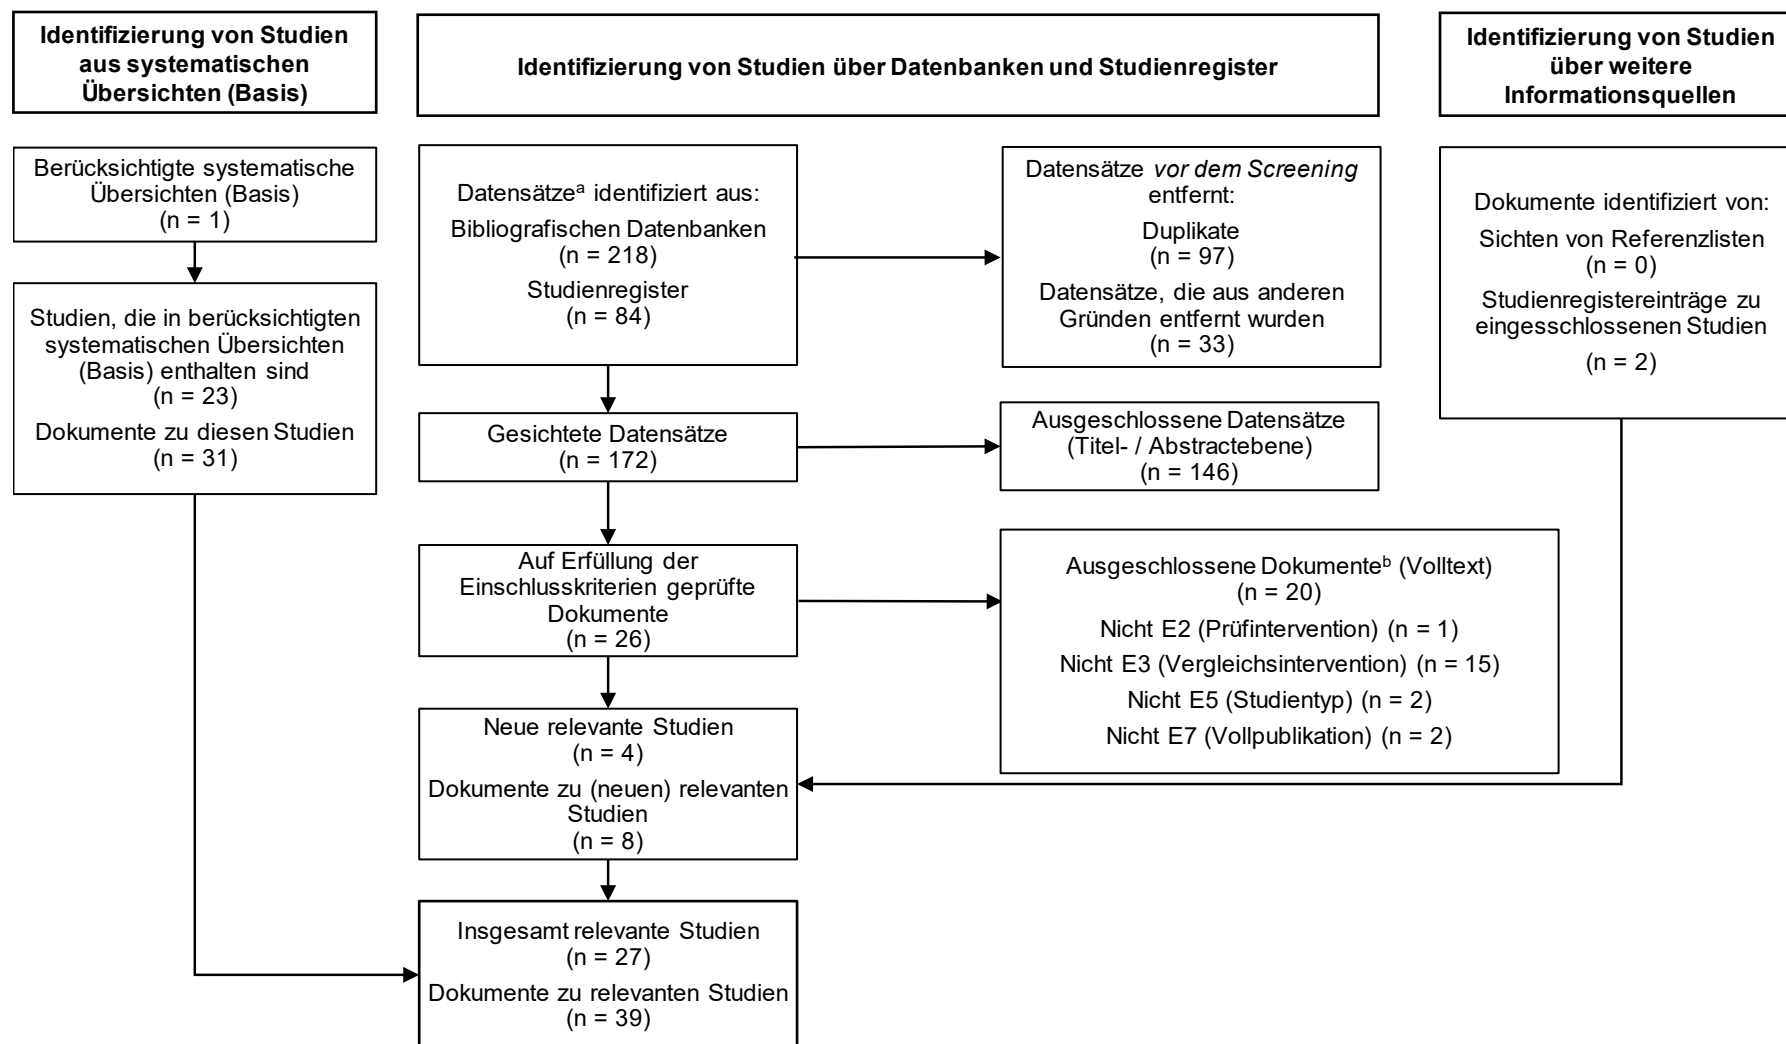 Identifizierung von Studien
aus systematischen
Übersichten (Basis)
Identifizierung von Studien über Datenbanken und Studienregister
Identifizierung von Studien
über weitere
Informationsquellen
Berücksichtigte systematische
Übersichten (Basis)
(n = 1)
Studien, die in berücksichtigten
systematischen Übersichten
(Basis) enthalten sind
(n = 23)
Dokumente zu diesen Studien
(n = 31)
Datensätzeᵃ identifiziert aus:
Bibliografischen Datenbanken
(n = 218)
Studienregister
(n = 84)
Datensätze vor dem Screening
entfernt:
Duplikate
(n = 97)
Datensätze, die aus anderen
Gründen entfernt wurden
(n = 33)
Dokumente identifiziert von:
Sichten von Referenzlisten
(n = 0)
Studienregistereinträge zu
eingesschlossenen Studien
(n = 2)
Gesichtete Datensätze
(n = 172)
Ausgeschlossene Datensätze
(Titel- / Abstractebene)
(n = 146)
Auf Erfüllung der
Einschlusskriterien geprüfte
Dokumente
(n = 26)
Ausgeschlossene Dokumenteᵇ (Volltext)
(n = 20)
Nicht E2 (Prüfintervention) (n = 1)
Nicht E3 (Vergleichsintervention) (n = 15)
Nicht E5 (Studientyp) (n = 2)
Nicht E7 (Vollpublikation) (n = 2)
Neue relevante Studien
(n = 4)
Dokumente zu (neuen) relevanten
Studien
(n = 8)
Insgesamt relevante Studien
(n = 27)
Dokumente zu relevanten Studien
(n = 39)